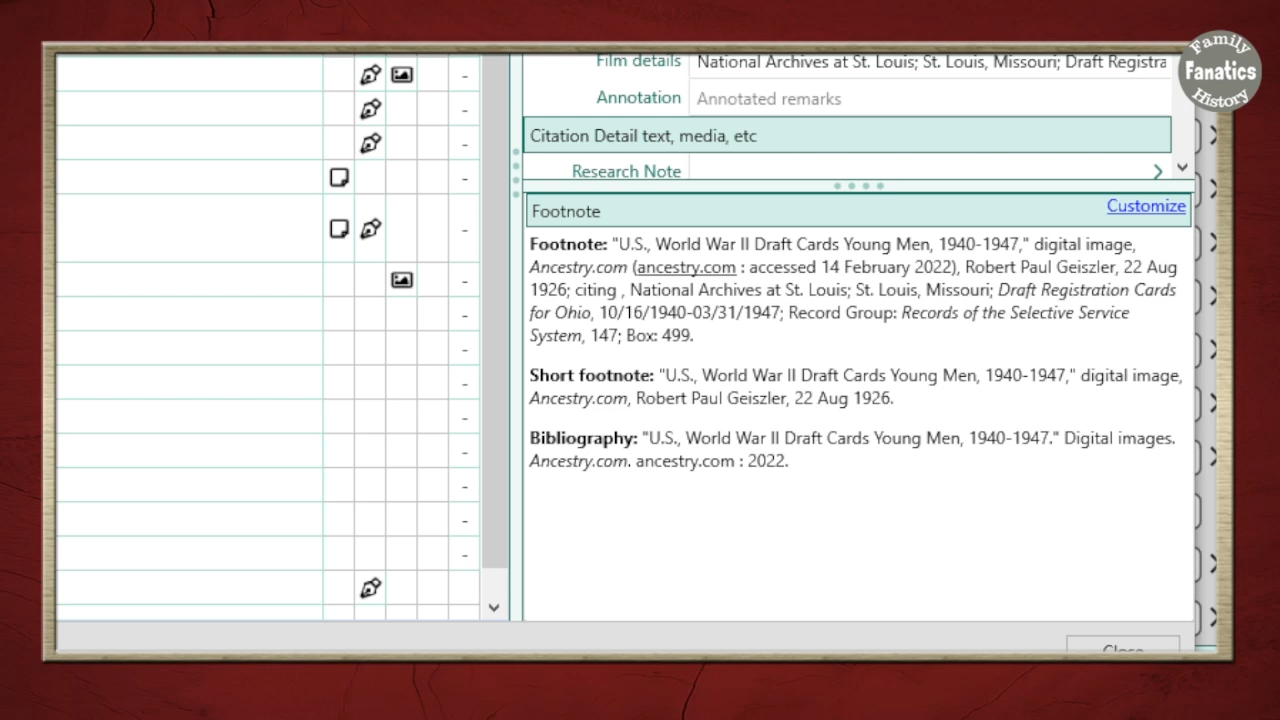 Family
Fanatics
History
Film details National Archives at St. Louis; St. Louis, Missouri; Draft Registra
Annotation Annotated remarks
Citation Detail text, media, etc
Research Note
Footnote Customize
Footnote: "U.S., World War II Draft Cards Young Men, 1940-1947," digital image,
Ancestry.com (ancestry.com : accessed 14 February 2022), Robert Paul Geiszler, 22 Aug
1926; citing , National Archives at St. Louis; St. Louis, Missouri; Draft Registration Cards
for Ohio, 10/16/1940-03/31/1947; Record Group: Records of the Selective Service
System, 147; Box: 499.
Short footnote: "U.S., World War II Draft Cards Young Men, 1940-1947," digital image,
Ancestry.com, Robert Paul Geiszler, 22 Aug 1926.
Bibliography: "U.S., World War II Draft Cards Young Men, 1940-1947." Digital images.
Ancestry.com. ancestry.com : 2022.
Close